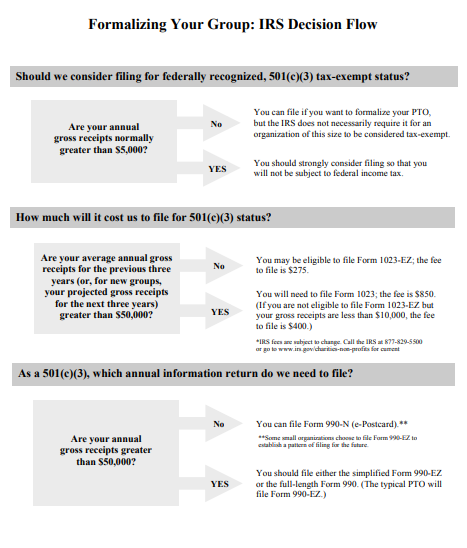 Formalizing Your Group: IRS Decision Flow
Should we consider filing for federally recognized, 501(c)(3) tax-exempt status?
Are your annual
gross receipts normally
greater than $5,000?
No
You can file if you want to formalize your PTO,
but the IRS does not necessarily require it for an
organization of this size to be considered tax-exempt.
YES
You should strongly consider filing so that you
will not be subject to federal income tax.
How much will it cost us to file for 501(c)(3) status?
Are your average annual gross
receipts for the previous three
years (or, for new groups,
your projected gross receipts
for the next three years)
greater than $50,000?
No
You may be eligible to file Form 1023-EZ; the fee
to file is $275.
YES
You will need to file Form 1023; the fee is $850.
(If you are not eligible to file Form 1023-EZ but
your gross receipts are less than $10,000, the fee
to file is $400.)
*IRS fees are subject to change. Call the IRS at 877-829-5500
or go to www.irs.gov/charities-non-profits for current
As a 501(c)(3), which annual information return do we need to file?
Are your annual
gross receipts greater
than $50,000?
No
You can file Form 990-N (e-Postcard).**
**Some small organizations choose to file Form 990-EZ to
establish a pattern of filing for the future.
YES
You should file either the simplified Form 990-EZ
or the full-length Form 990. (The typical PTO will
file Form 990-EZ.)